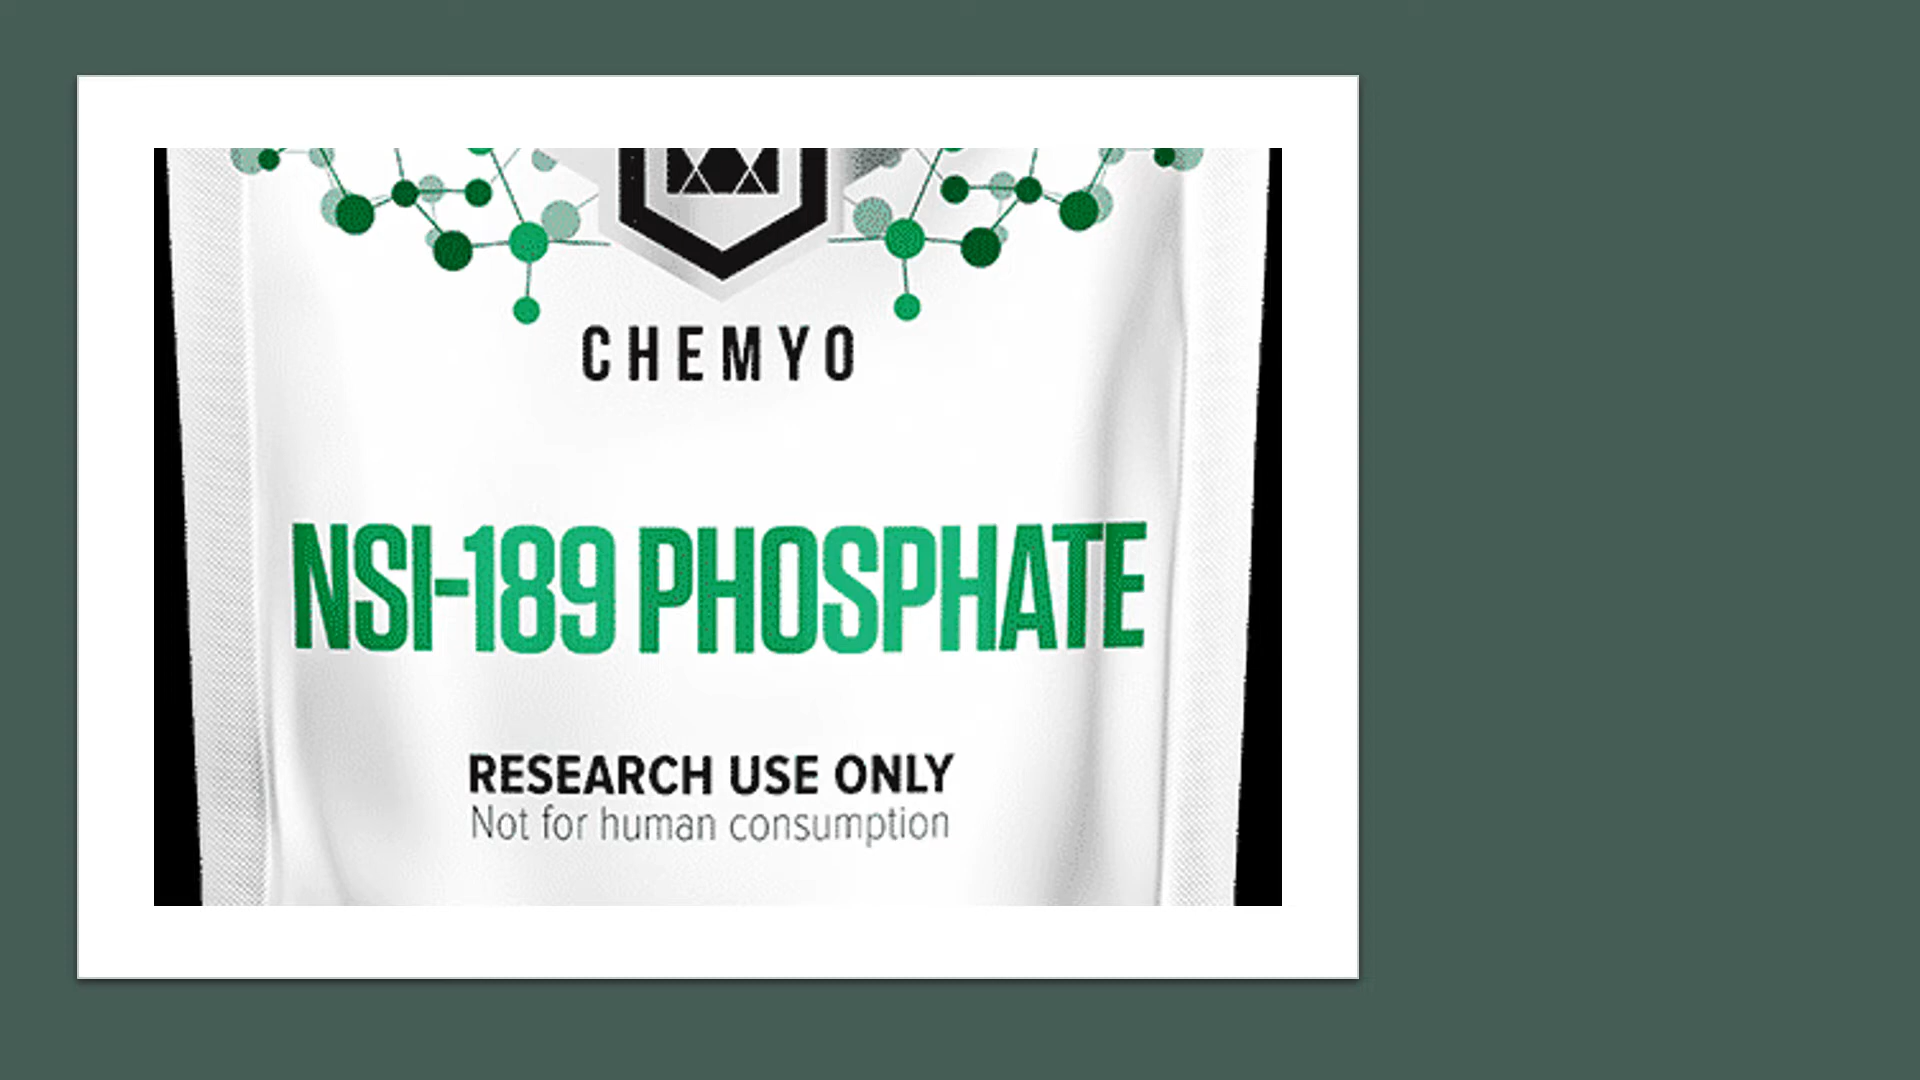 CHEMYO
NSI-189 PHOSPHATE
RESEARCH USE ONLY
Not for human consumption